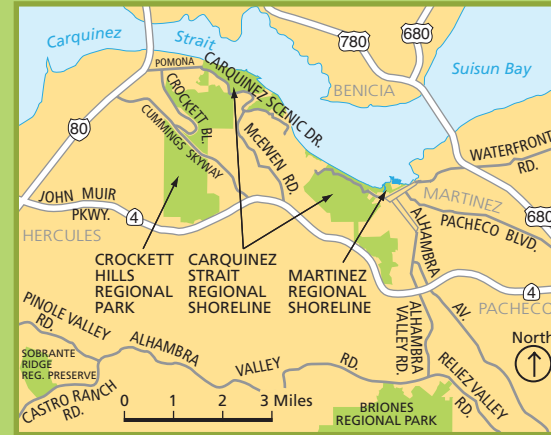 Carquinez Strait
680
780
Suisun Bay
POMONA
CARQUINEZ SCENIC DR.
BENICIA
CROCKETT BL.
80
CUMMINGS SKYWAY
McEWEN RD.
WATERFRONT
RD.
JOHN MUIR
PKWY.
4
MARTINEZ
680
HERCULES
PACHECO BLVD.
CROCKETT
HILLS
REGIONAL
PARK
CARQUINEZ
STRAIT
REGIONAL
SHORELINE
MARTINEZ
REGIONAL
SHORELINE
ALHAMBRA AV.
4
PACHECO
PINOLE VALLEY
RD.
ALHAMBRA VALLEY RD.
ALHAMBRA
VALLEY RD.
North
SOBRANTE
RIDGE
REG. PRESERVE
RELIEZ VALLEY
RD.
CASTRO RANCH
RD.
0 1 2 3 Miles
BRIONES
REGIONAL PARK